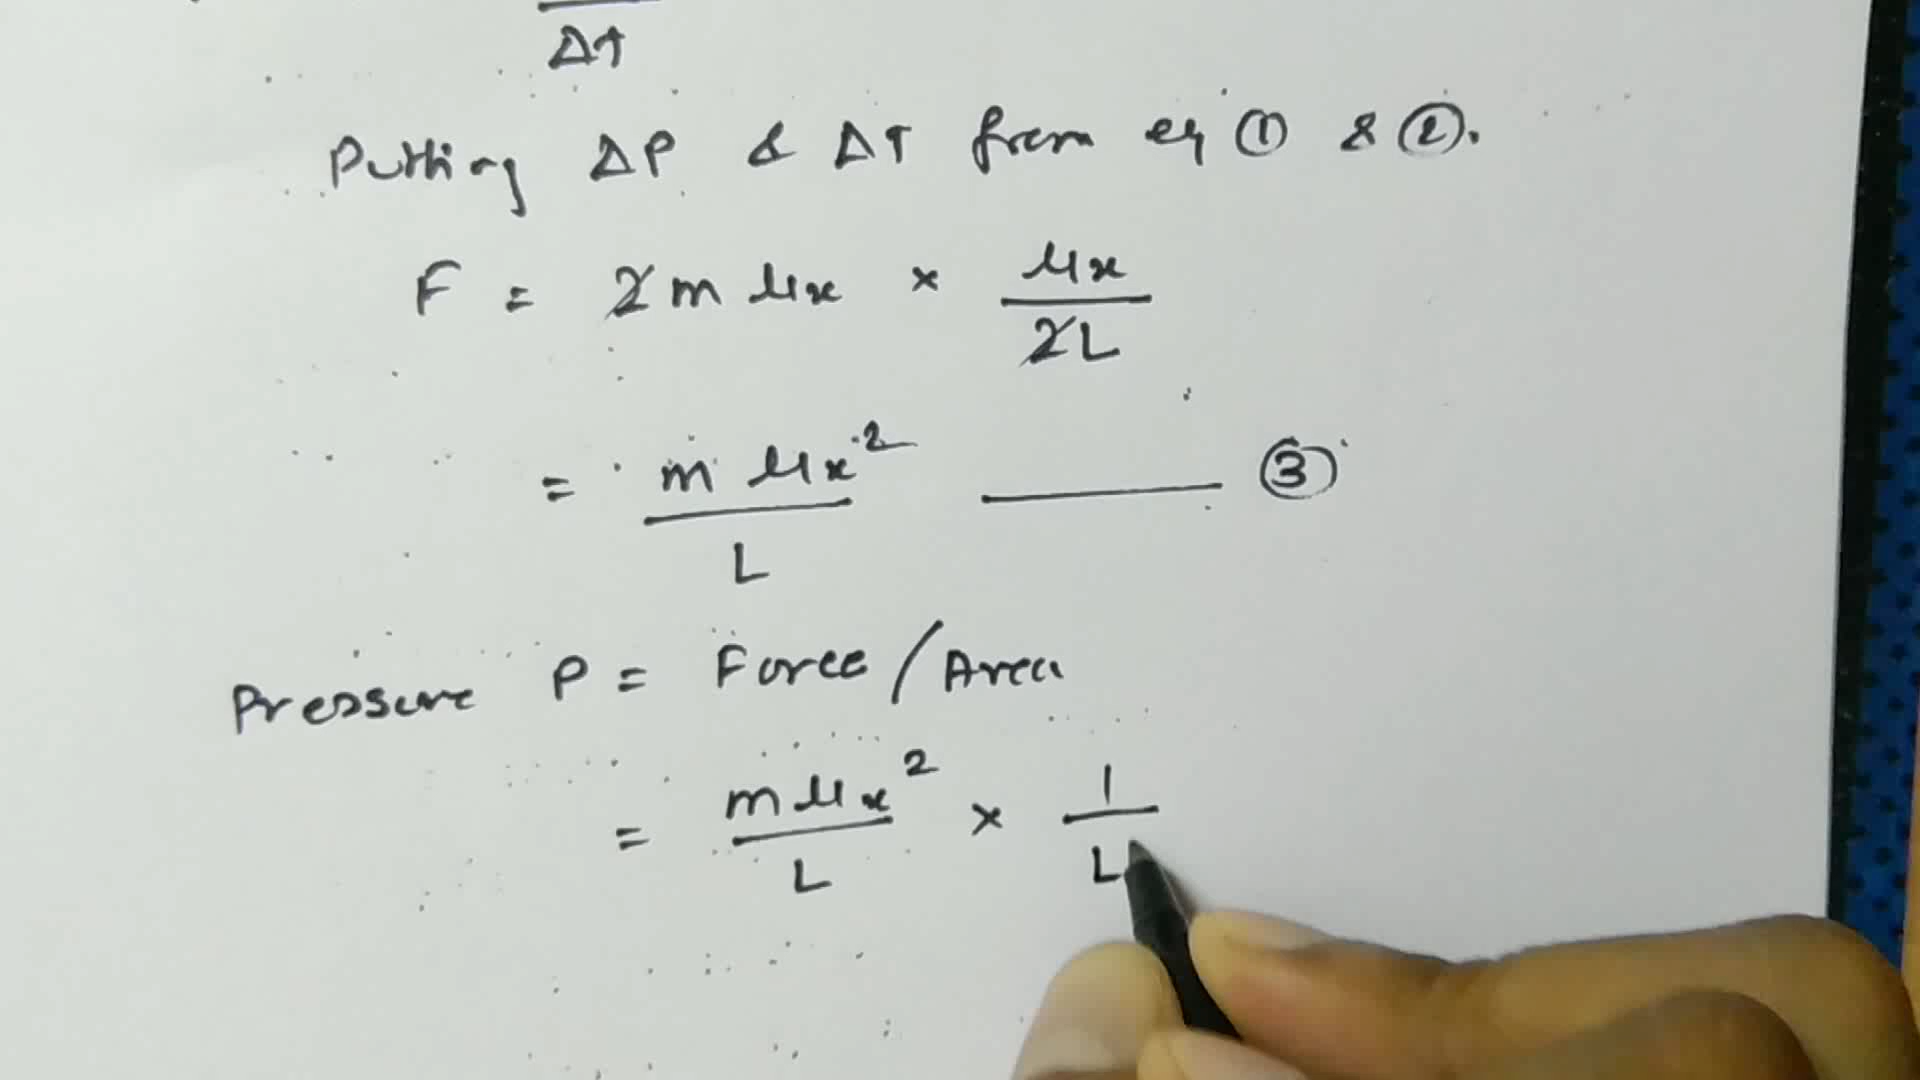 Δt
Putting ΔP & Δt from eq ① & ②.
F = 2m ux × ux / 2L
= m ux² / L ——— ③
Pressure P = Force / Area
= m ux² / L × 1 / L